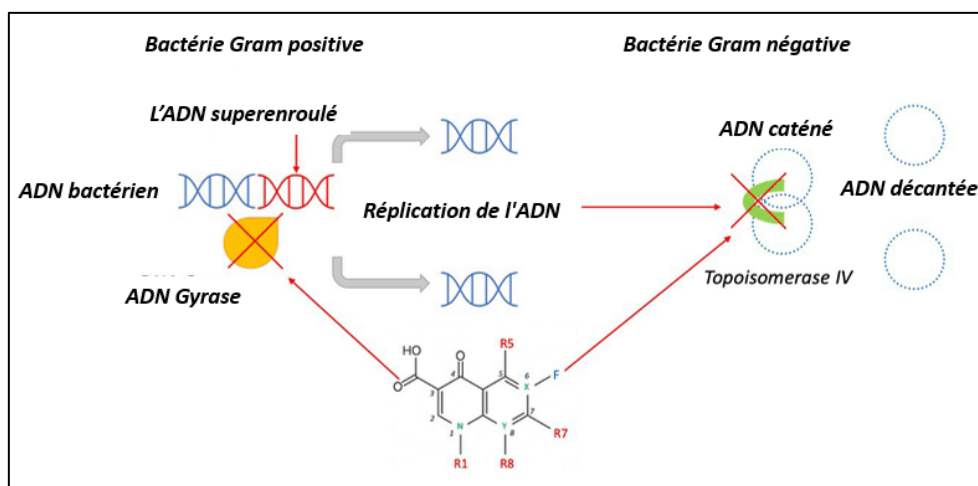 Bactérie Gram positive
Bactérie Gram négative
L'ADN superenroulé
ADN caténé
ADN bactérien
ADN décantée
Réplication de l'ADN
ADN Gyrase
Topoisomerase IV
R5
HO
O
O
F
4
5
6
X
3
2
7
N
Y
R7
1
8
R1
R8